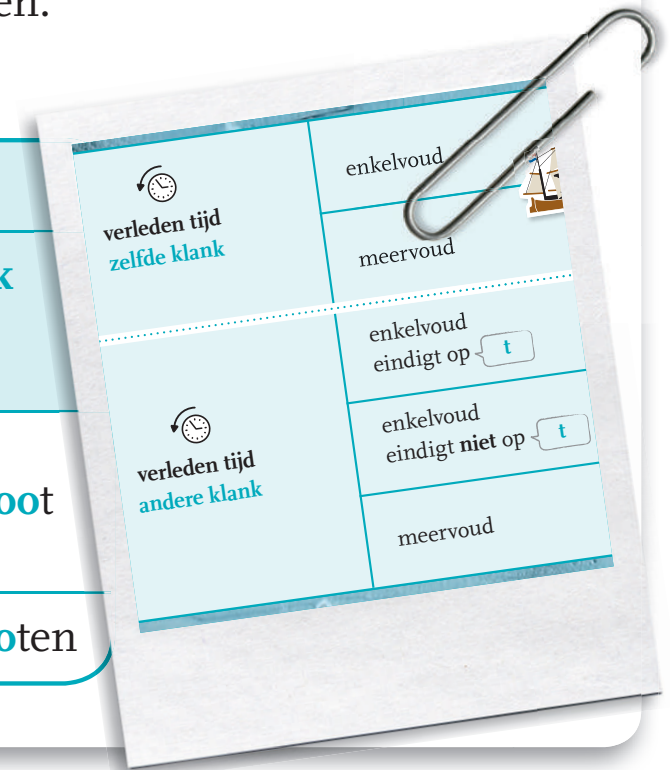 en.
k
oot
oten
verleden tijd
zelfde klank
enkelvoud
meervoud
verleden tijd
andere klank
enkelvoud
eindigt op t
enkelvoud
eindigt niet op t
meervoud